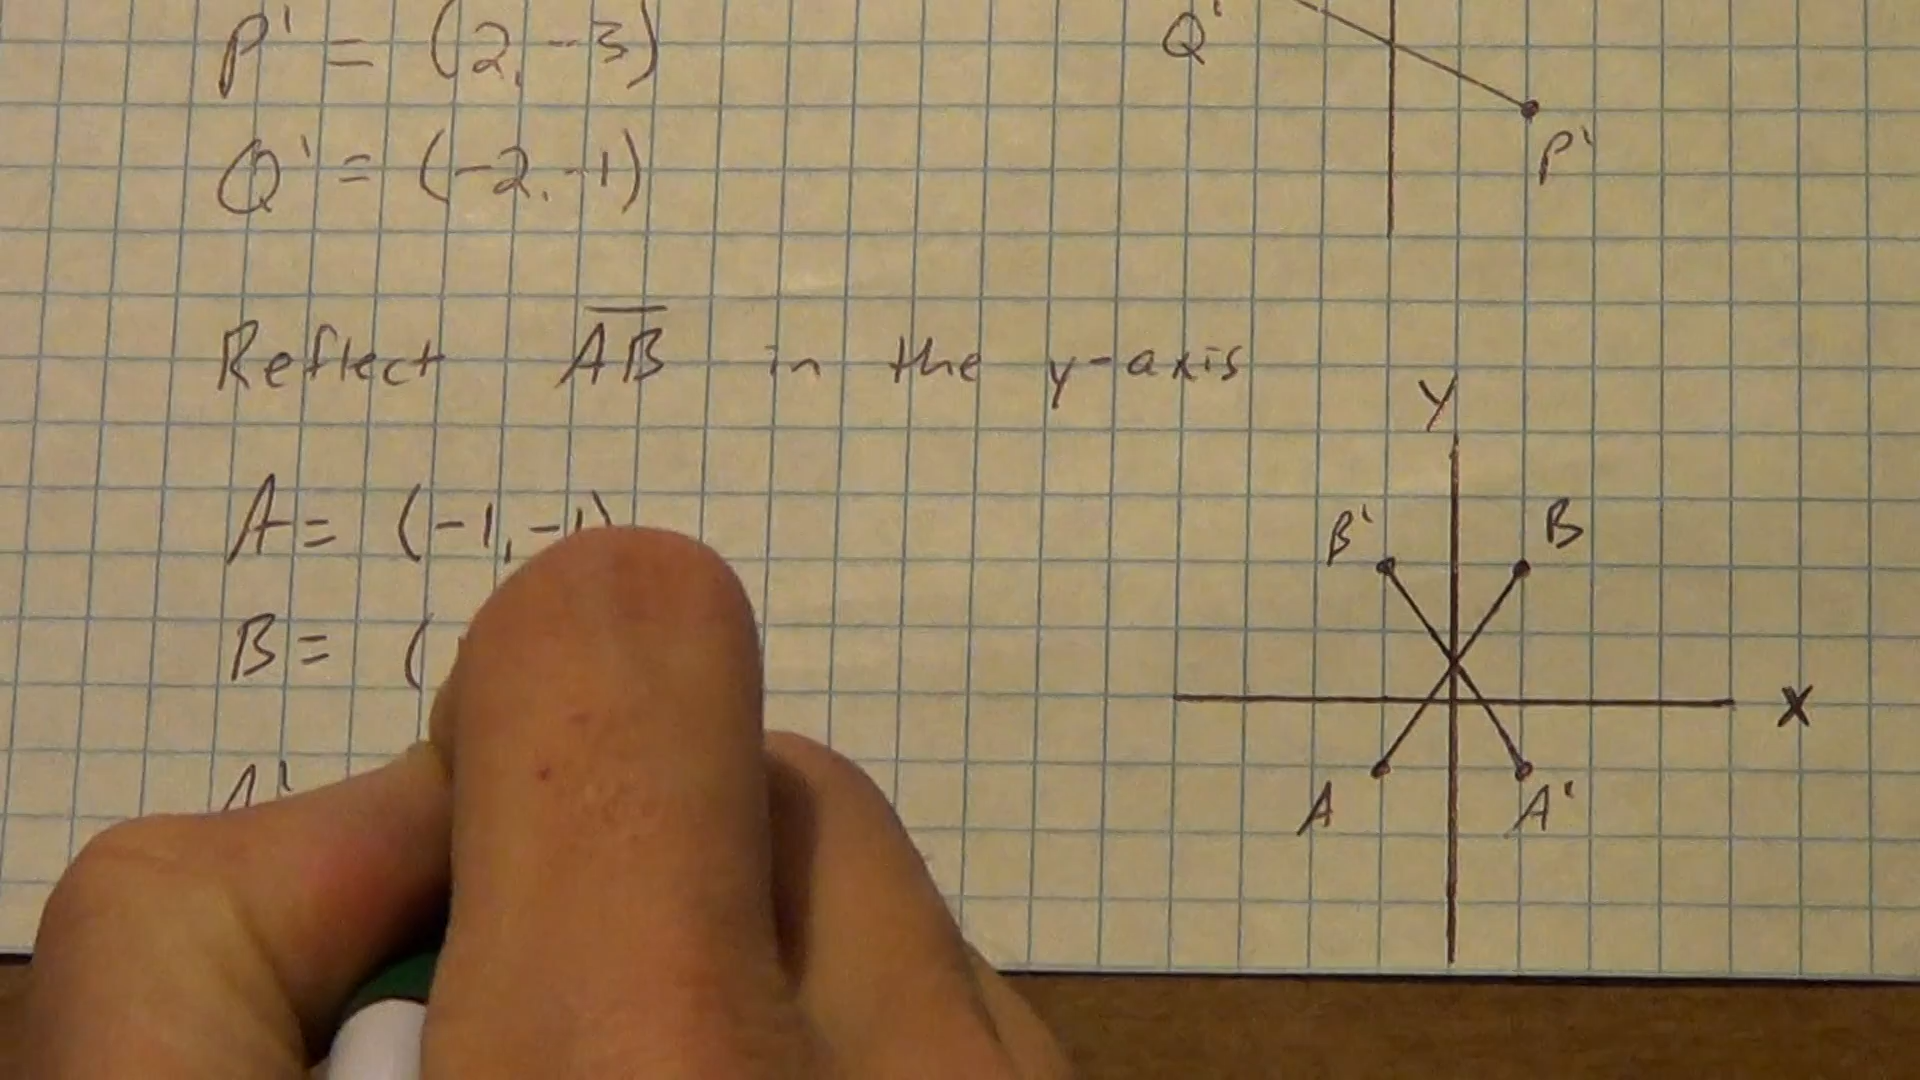 P' = (2, -3)
Q' = (-2, -1)
Q'
P'
Reflect AB in the y-axis
A = (-1, -1)
B = (
A'
Y
B'
B
X
A
A'